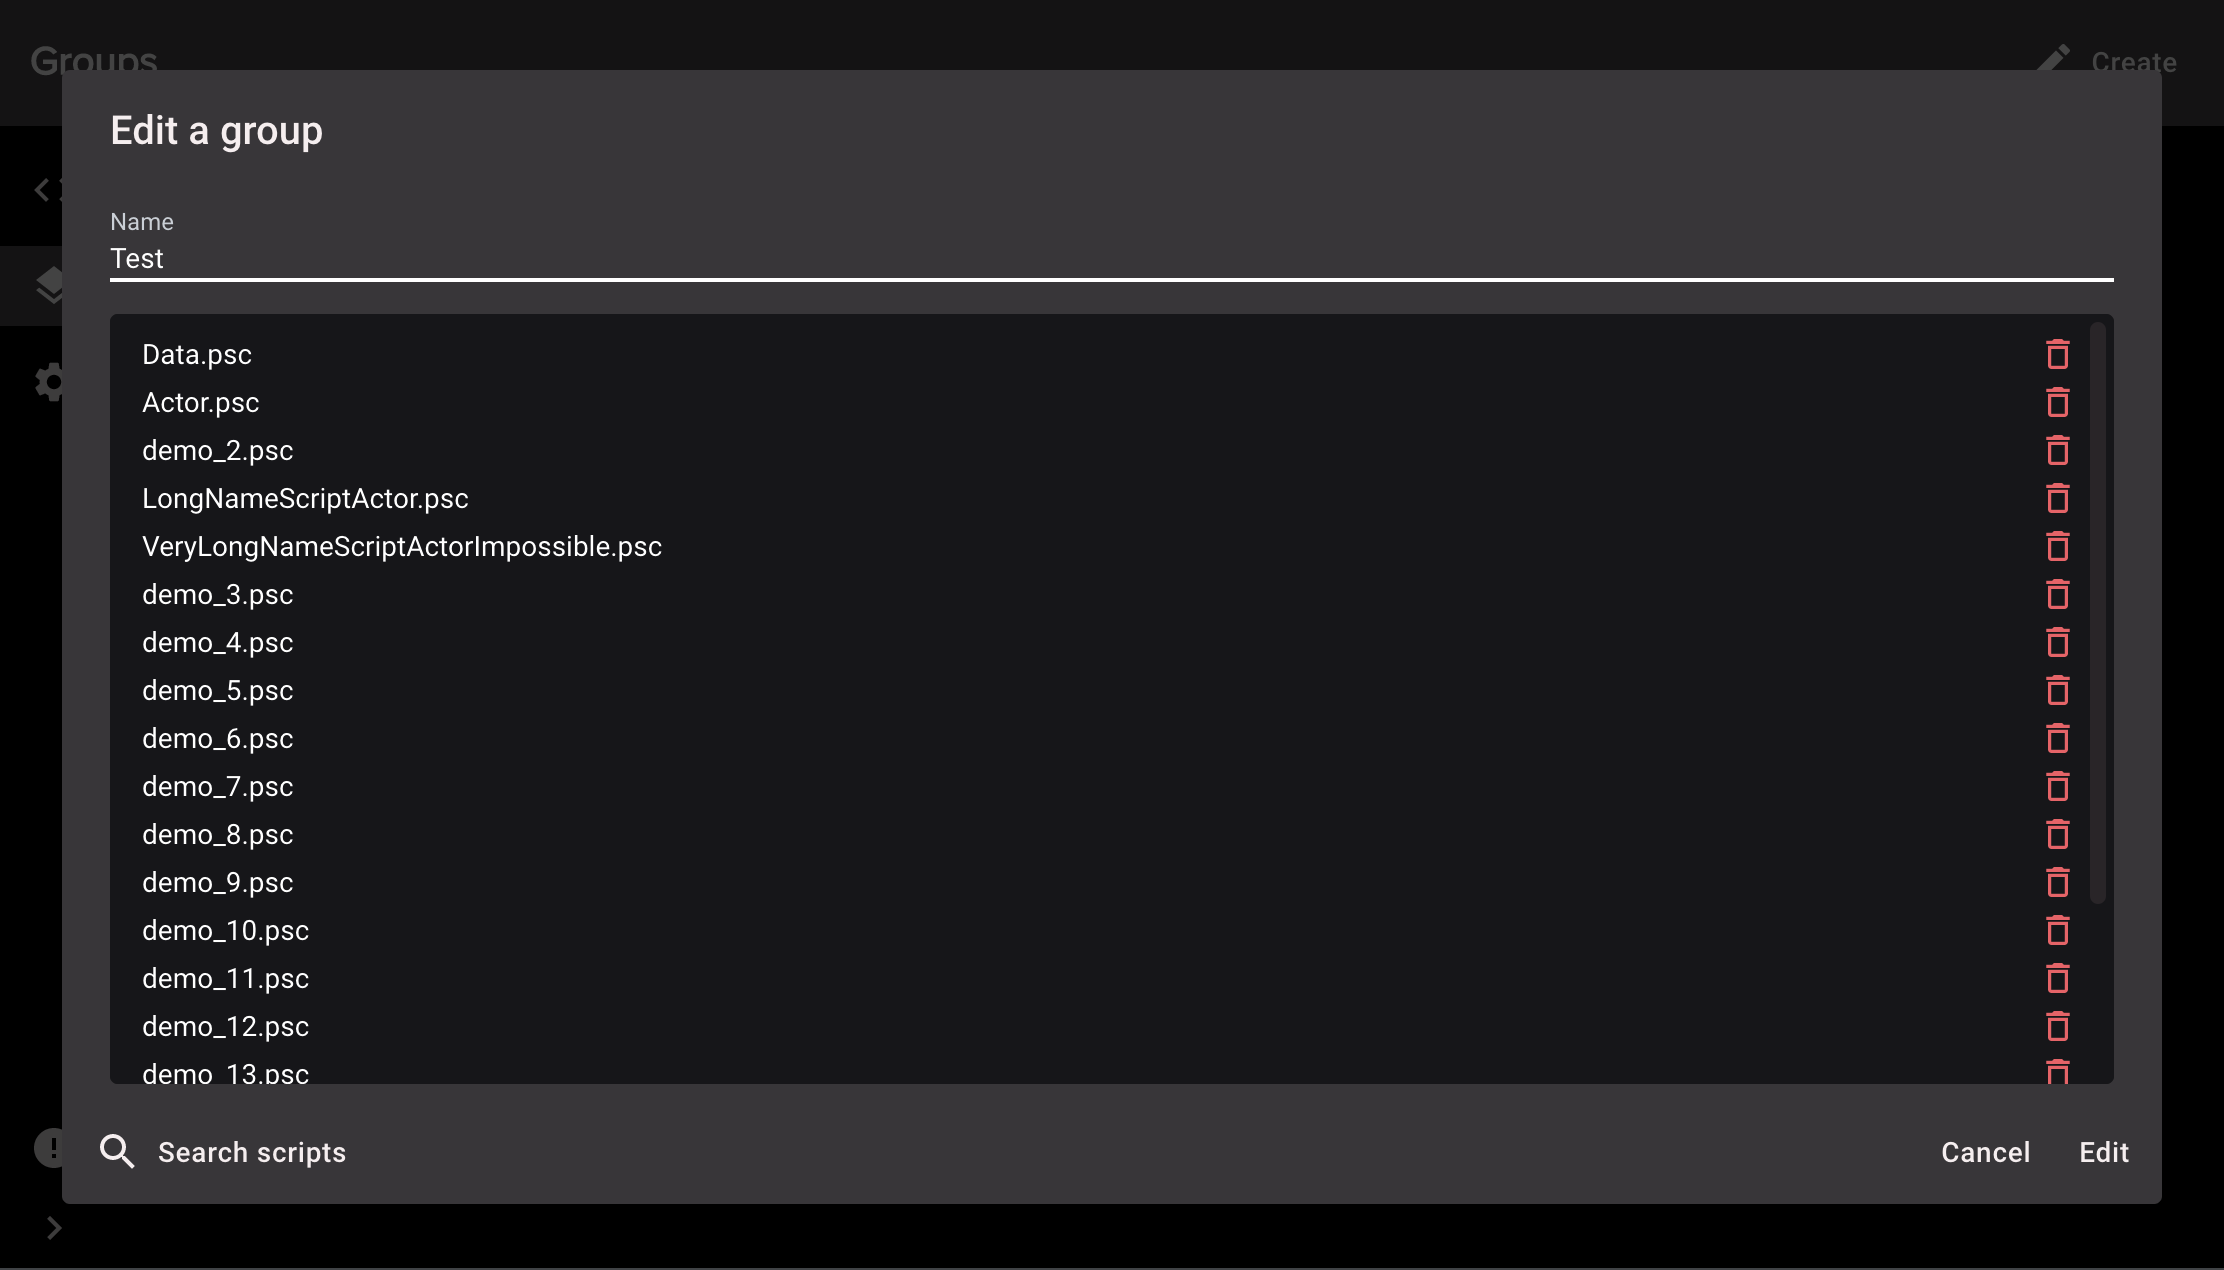 Groups
Create
Edit a group
Name
Test
Data.psc
Actor.psc
demo_2.psc
LongNameScriptActor.psc
VeryLongNameScriptActorImpossible.psc
demo_3.psc
demo_4.psc
demo_5.psc
demo_6.psc
demo_7.psc
demo_8.psc
demo_9.psc
demo_10.psc
demo_11.psc
demo_12.psc
demo_13.psc
Search scripts
Cancel
Edit